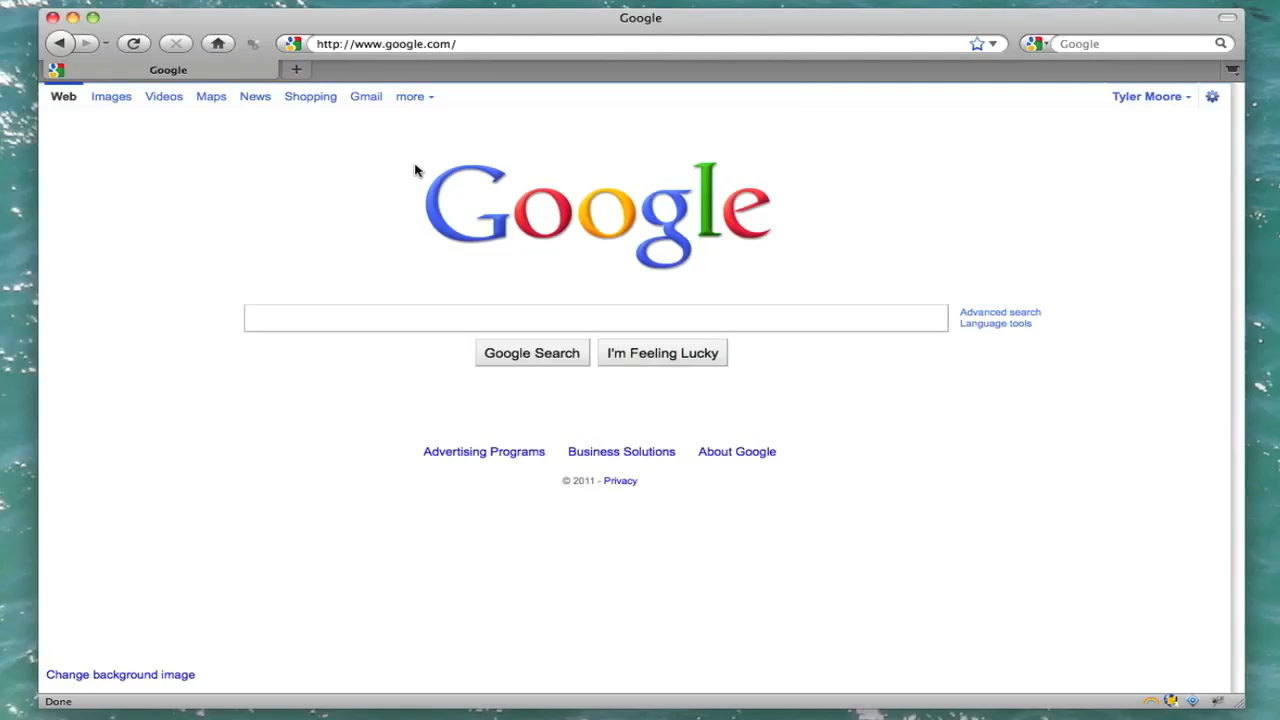 Google
http://www.google.com/
Google
Google
Web Images Videos Maps News Shopping Gmail more
Tyler Moore
Google
Advanced search
Language tools
Google Search
I'm Feeling Lucky
Advertising Programs Business Solutions About Google
© 2011 - Privacy
Change background image
Done